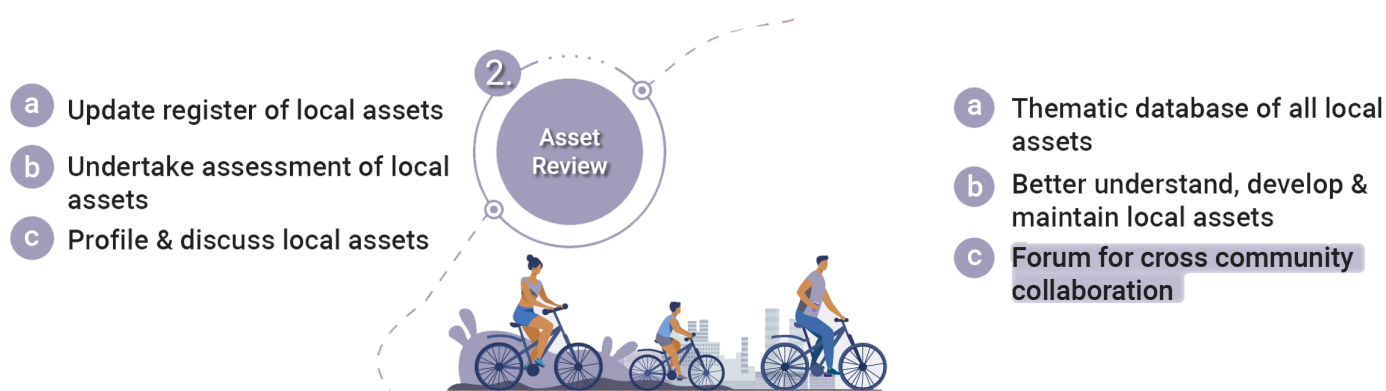 a Update register of local assets
b Undertake assessment of local
assets
c Profile & discuss local assets
2.
Asset
Review
a Thematic database of all local
assets
b Better understand, develop &
maintain local assets
c Forum for cross community
collaboration